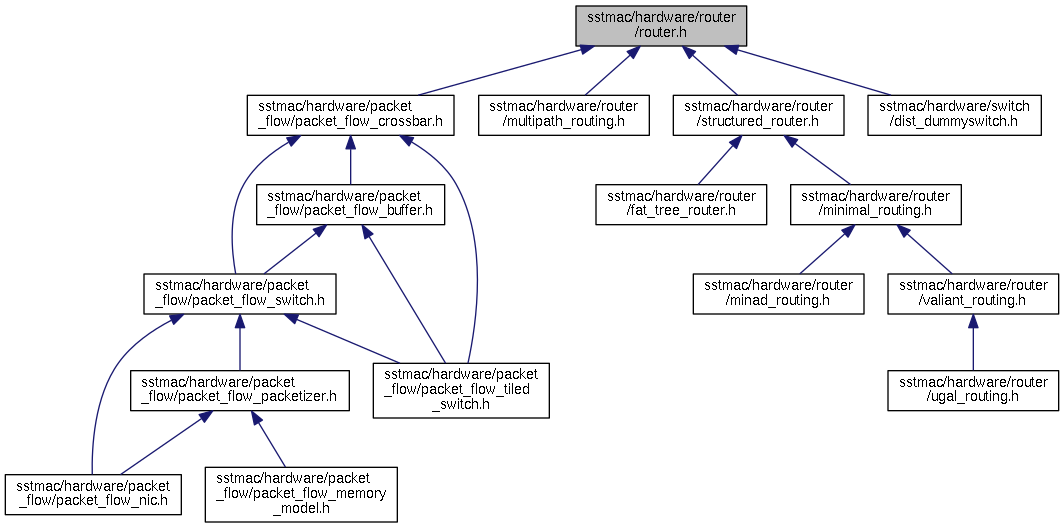 sstmac/hardware/router
/router.h
sstmac/hardware/packet
_flow/packet_flow_crossbar.h
sstmac/hardware/router
/multipath_routing.h
sstmac/hardware/router
/structured_router.h
sstmac/hardware/switch
/dist_dummyswitch.h
sstmac/hardware/packet
_flow/packet_flow_buffer.h
sstmac/hardware/router
/fat_tree_router.h
sstmac/hardware/router
/minimal_routing.h
sstmac/hardware/packet
_flow/packet_flow_switch.h
sstmac/hardware/router
/minad_routing.h
sstmac/hardware/router
/valiant_routing.h
sstmac/hardware/packet
_flow/packet_flow_packetizer.h
sstmac/hardware/packet
_flow/packet_flow_tiled
_switch.h
sstmac/hardware/router
/ugal_routing.h
sstmac/hardware/packet
_flow/packet_flow_nic.h
sstmac/hardware/packet
_flow/packet_flow_memory
_model.h